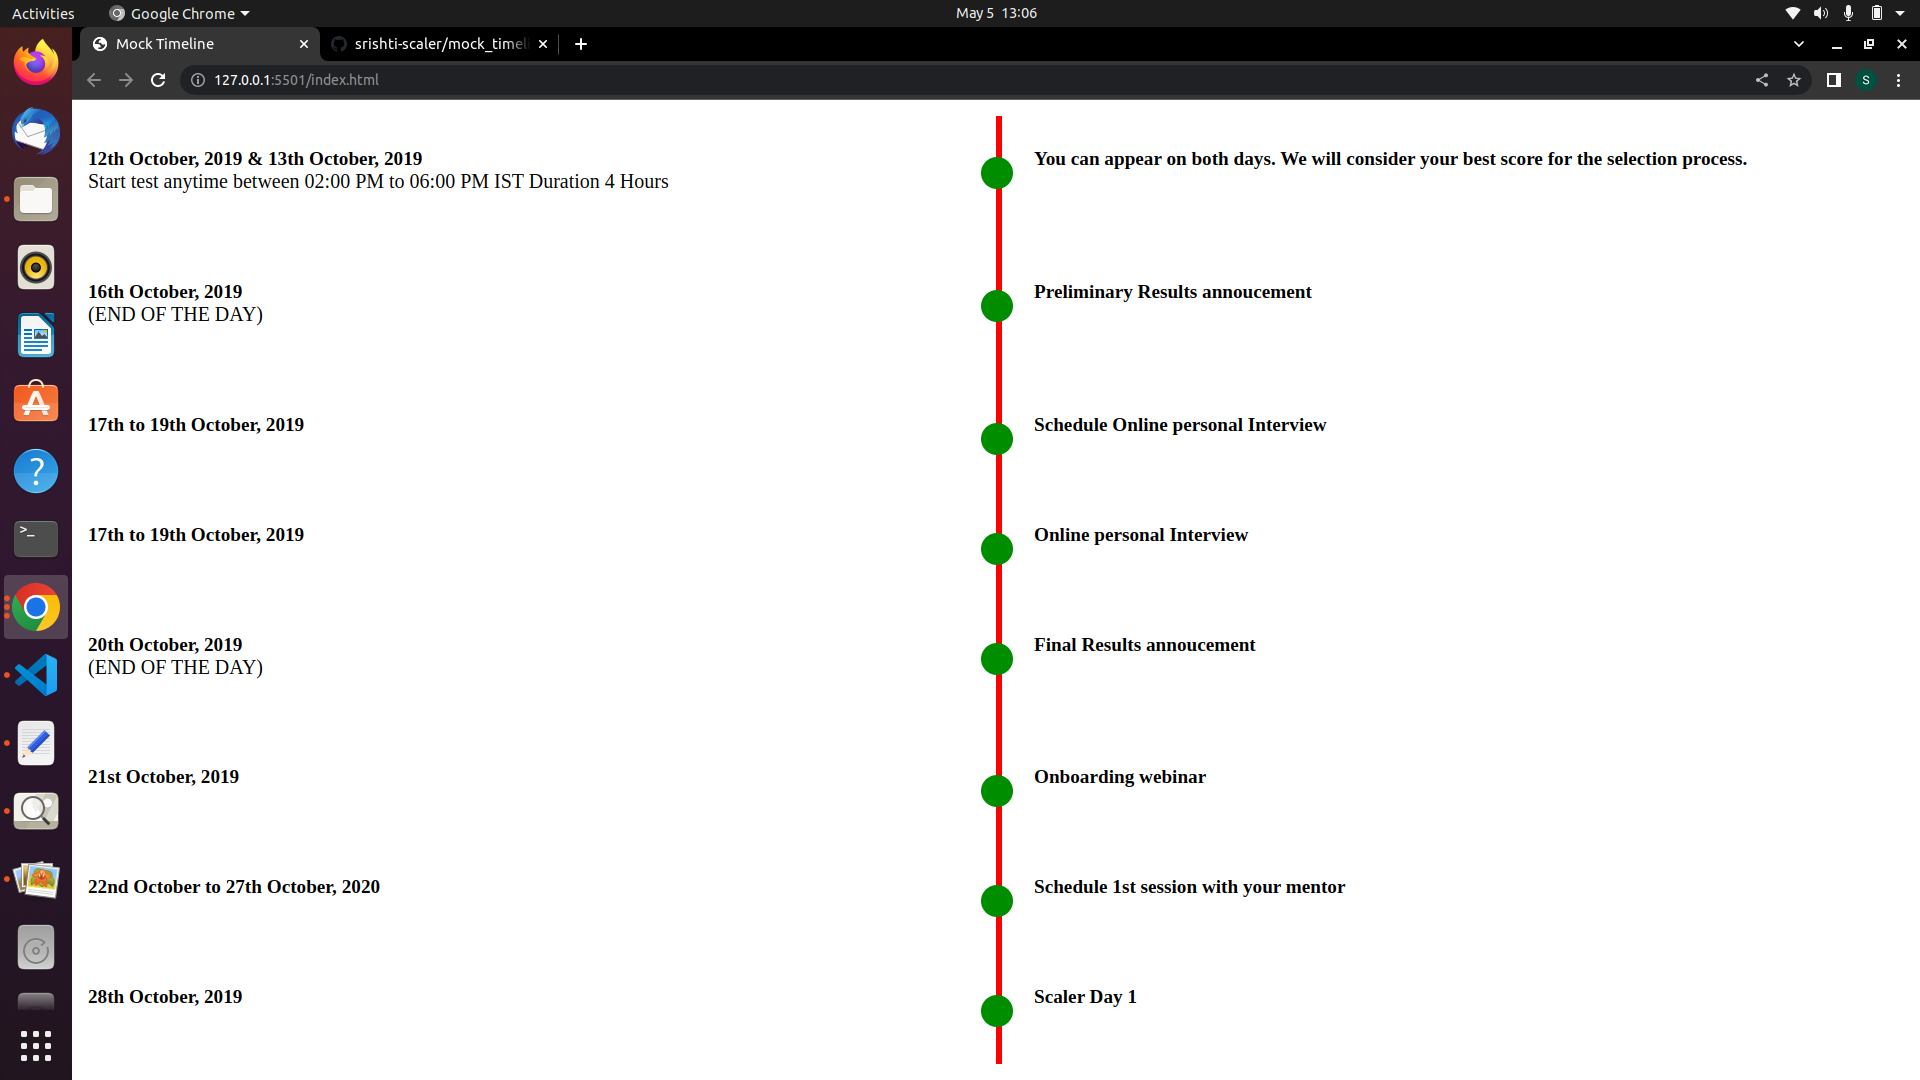 Activities
Google Chrome
May 5 13:06
Mock Timeline
srishti-scaler/mock_timeli
127.0.0.1:5501/index.html
S
12th October, 2019 & 13th October, 2019
Start test anytime between 02:00 PM to 06:00 PM IST Duration 4 Hours
You can appear on both days. We will consider your best score for the selection process.
16th October, 2019
(END OF THE DAY)
Preliminary Results annoucement
17th to 19th October, 2019
Schedule Online personal Interview
17th to 19th October, 2019
Online personal Interview
20th October, 2019
(END OF THE DAY)
Final Results annoucement
21st October, 2019
Onboarding webinar
22nd October to 27th October, 2020
Schedule 1st session with your mentor
28th October, 2019
Scaler Day 1